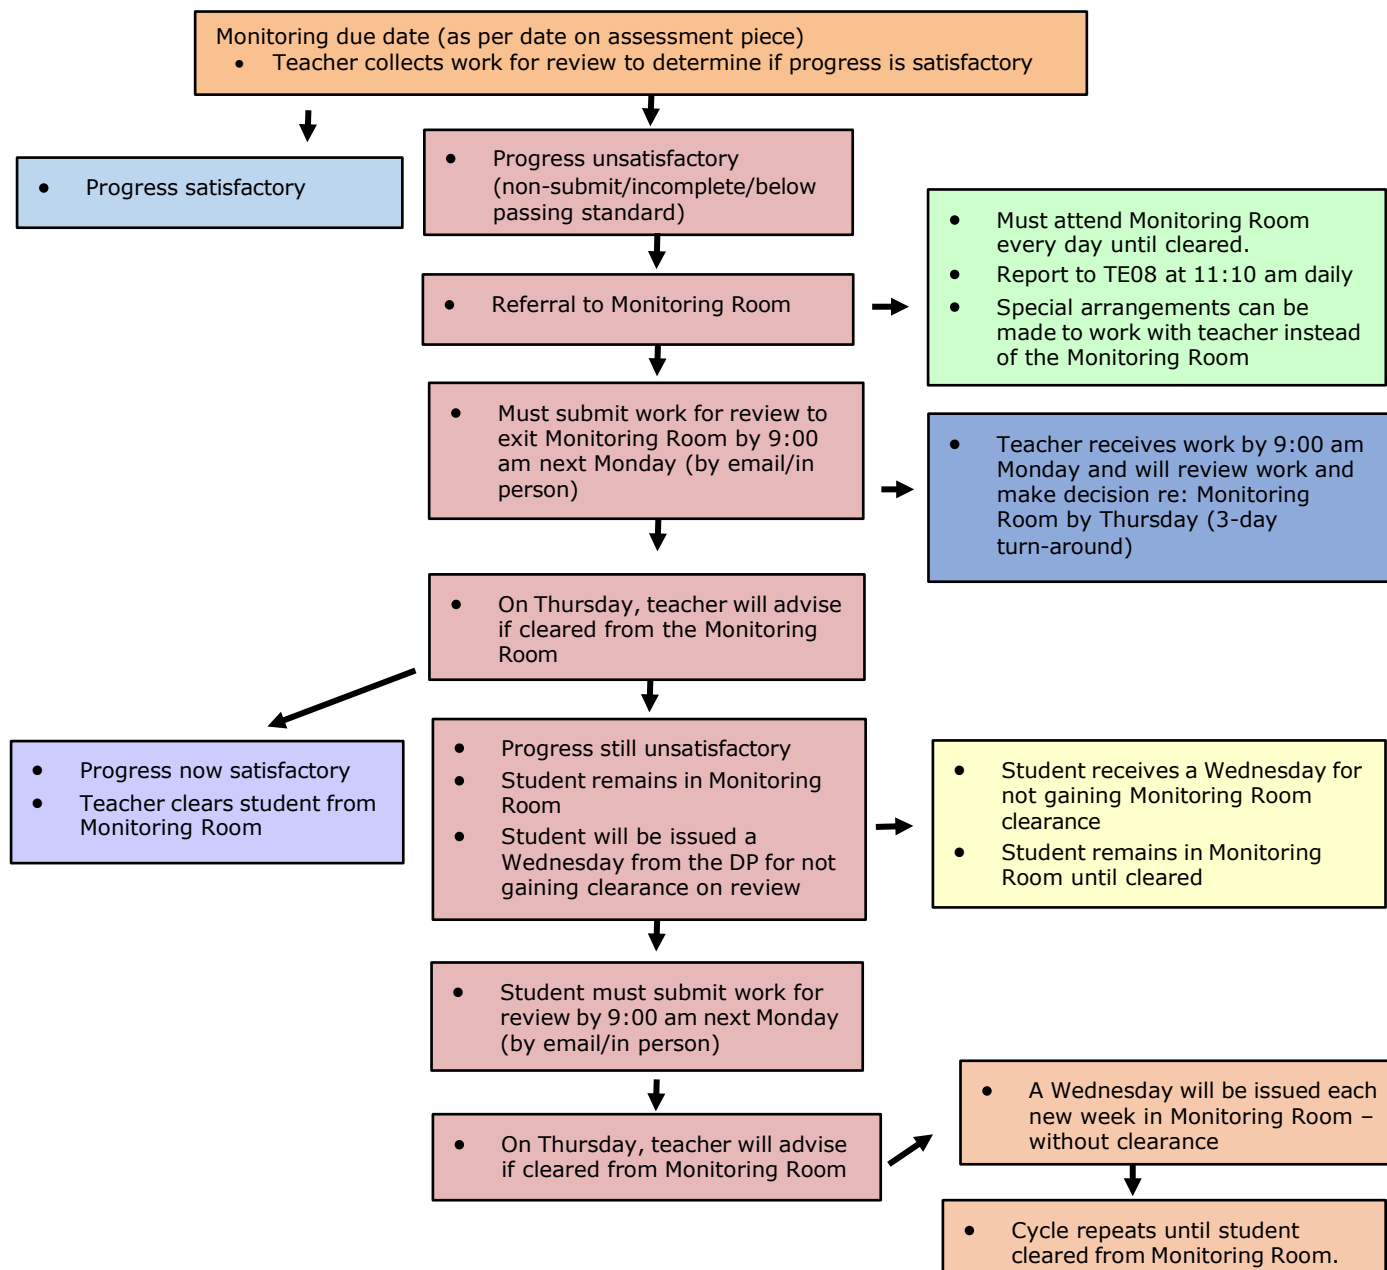 Monitoring due date (as per date on assessment piece)
• Teacher collects work for review to determine if progress is satisfactory
• Progress satisfactory
• Progress unsatisfactory
(non-submit/incomplete/below
passing standard)
• Referral to Monitoring Room
• Must attend Monitoring Room
every day until cleared.
• Report to TE08 at 11:10 am daily
• Special arrangements can be
made to work with teacher instead
of the Monitoring Room
• Must submit work for review to
exit Monitoring Room by 9:00
am next Monday (by email/in
person)
• Teacher receives work by 9:00 am
Monday and will review work and
make decision re: Monitoring
Room by Thursday (3-day
turn-around)
• On Thursday, teacher will advise
if cleared from the Monitoring
Room
• Progress now satisfactory
• Teacher clears student from
Monitoring Room
• Progress still unsatisfactory
• Student remains in Monitoring
Room
• Student will be issued a
Wednesday from the DP for not
gaining clearance on review
• Student receives a Wednesday for
not gaining Monitoring Room
clearance
• Student remains in Monitoring
Room until cleared
• Student must submit work for
review by 9:00 am next Monday
(by email/in person)
• On Thursday, teacher will advise
if cleared from Monitoring Room
• A Wednesday will be issued each
new week in Monitoring Room –
without clearance
• Cycle repeats until student
cleared from Monitoring Room.